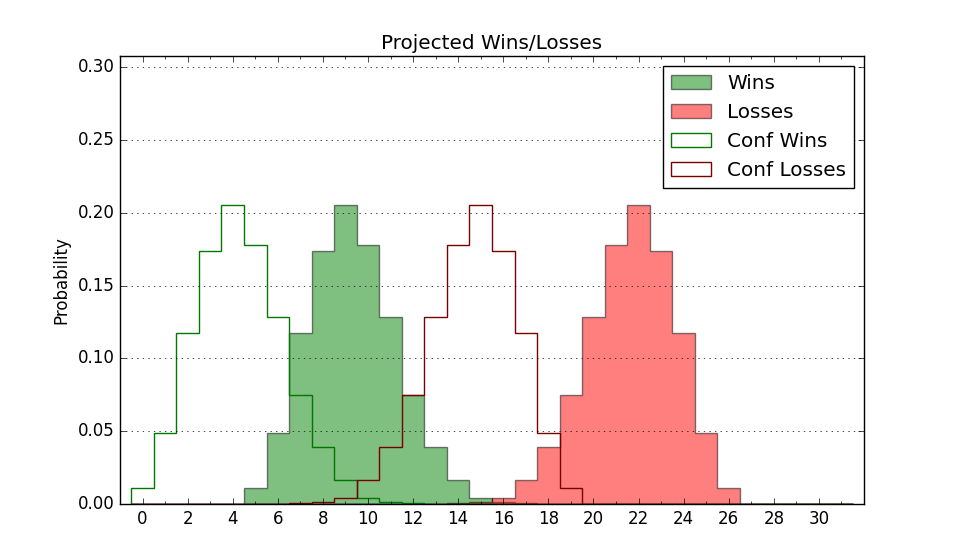 Projected Wins/Losses
0.30
0.25
0.20
0.15
0.10
0.05
0.00
Probability
Wins
Losses
Conf Wins
Conf Losses
0 2 4 6 8 10 12 14 16 18 20 22 24 26 28 30